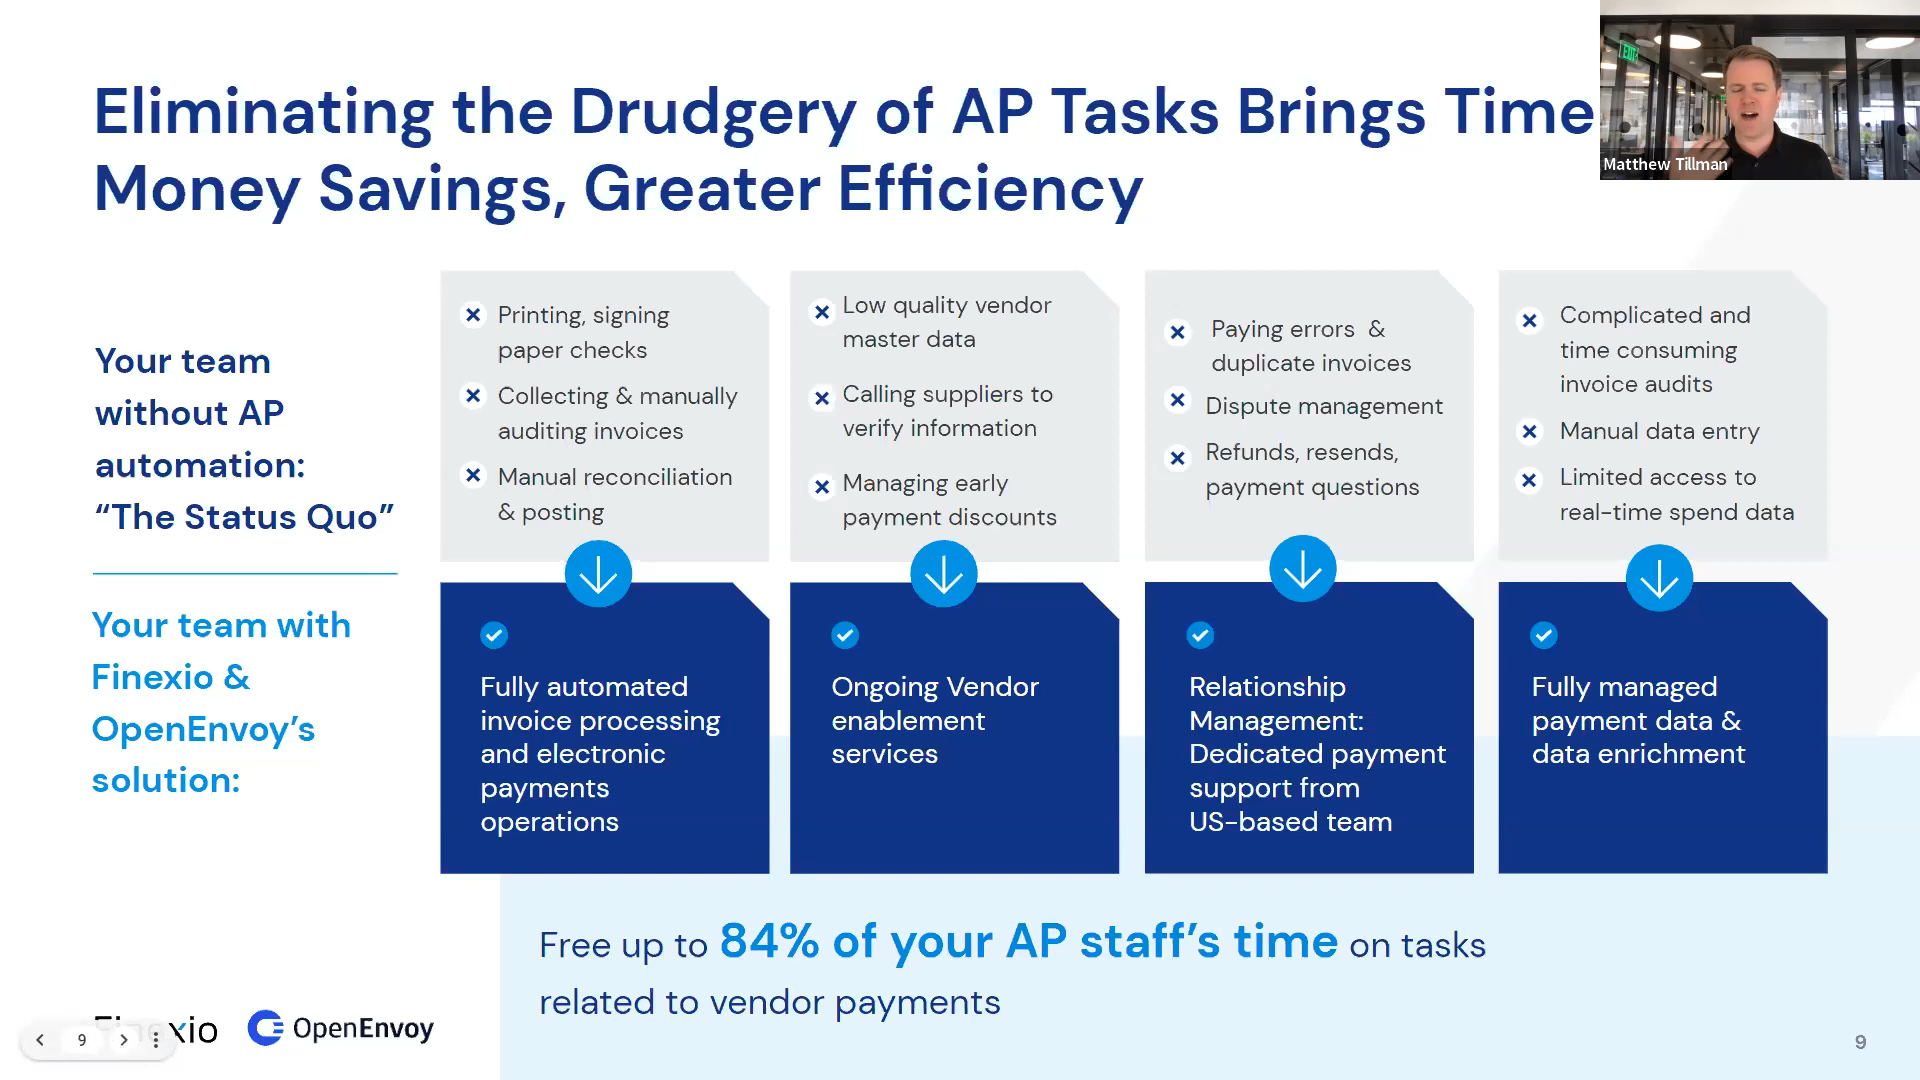 Eliminating the Drudgery of AP Tasks Brings Time
Money Savings, Greater Efficiency
EXIT
Matthew Tillman
Your team
without AP
automation:
“The Status Quo”
Printing, signing
paper checks
Collecting & manually
auditing invoices
Manual reconciliation
& posting
Low quality vendor
master data
Calling suppliers to
verify information
Managing early
payment discounts
Paying errors &
duplicate invoices
Dispute management
Refunds, resends,
payment questions
Complicated and
time consuming
invoice audits
Manual data entry
Limited access to
real-time spend data
Your team with
Finexio &
OpenEnvoy’s
solution:
Fully automated
invoice processing
and electronic
payments
operations
Ongoing Vendor
enablement
services
Relationship
Management:
Dedicated payment
support from
US-based team
Fully managed
payment data &
data enrichment
Free up to 84% of your AP staff’s time on tasks
related to vendor payments
Finexio
OpenEnvoy
9
9